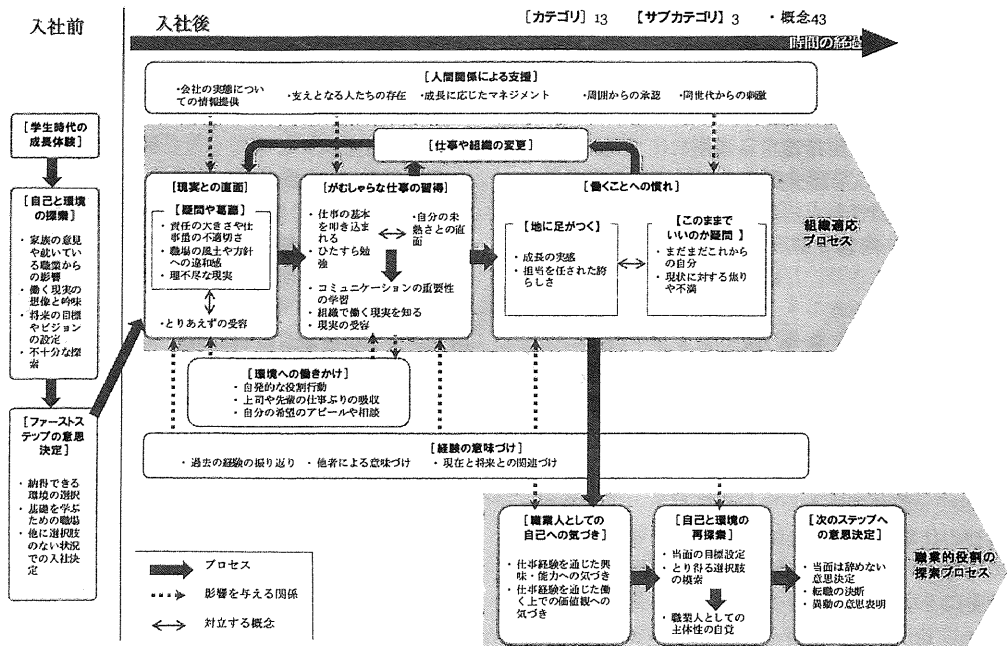 入社前
入社後
［カテゴリ］13 【サブカテゴリ】3 ・概念43
時間の経過
［人間関係による支援］
・会社の実態につい
ての情報提供
・支えとなる人たちの存在
・成長に応じたマネジメント
・周囲からの承認
・同世代からの刺激
［学生時代の
成長体験］
［自己と環境
の探索］
・家族の意見
や就いてい
る職業から
の影響
・働く現実の
想像と吟味
・将来の目標
やビジョン
の設定
・不十分な探
索
［ファーストス
テップの意思
決定］
・納得できる
環境の選択
・基礎を学ぶ
ための職場
・他に選択肢
のない状況
での入社決
定
［仕事や組織の変更］
［現実との直面］
【疑問や葛藤】
・責任の大きさや仕
事量の不適切さ
・職場の風土や方針
への違和感
・理不尽な現実
・とりあえずの受容
［がむしゃらな仕事の習得］
・仕事の基本
を叩き込ま
れる
・ひたすら勉
強
・自分の未
熟さとの直
面
・コミュニケーションの重要性
の学習
・組織で働く現実を知る
・現実の受容
［働くことへの慣れ］
【地に足がつく】
・成長の実感
・担当を任された誇
らしさ
【このままで
いいのか疑問】
・まだまだこれから
の自分
・現状に対する焦り
や不満
組織適応
プロセス
［環境への働きかけ］
・自発的な役割行動
・上司や先輩の仕事ぶりの吸収
・自分の希望のアピールや相談
［経験の意味づけ］
・過去の経験の振り返り ・他者による意味づけ ・現在と将来との関連づけ
［職業人としての
自己への気づき］
・仕事経験を通じた興
味・能力への気づき
・仕事経験を通じた働
く上での価値観への
気づき
［自己と環境の
再探索］
・当面の目標設定
・とり得る選択肢
の模索
・職業人としての
主体性の自覚
［次のステップへ
の意思決定］
・当面は辞めない
意思決定
・転職の決断
・異動の意思表明
職業的役割の
探索プロセス
プロセス
影響を与える関係
対立する概念